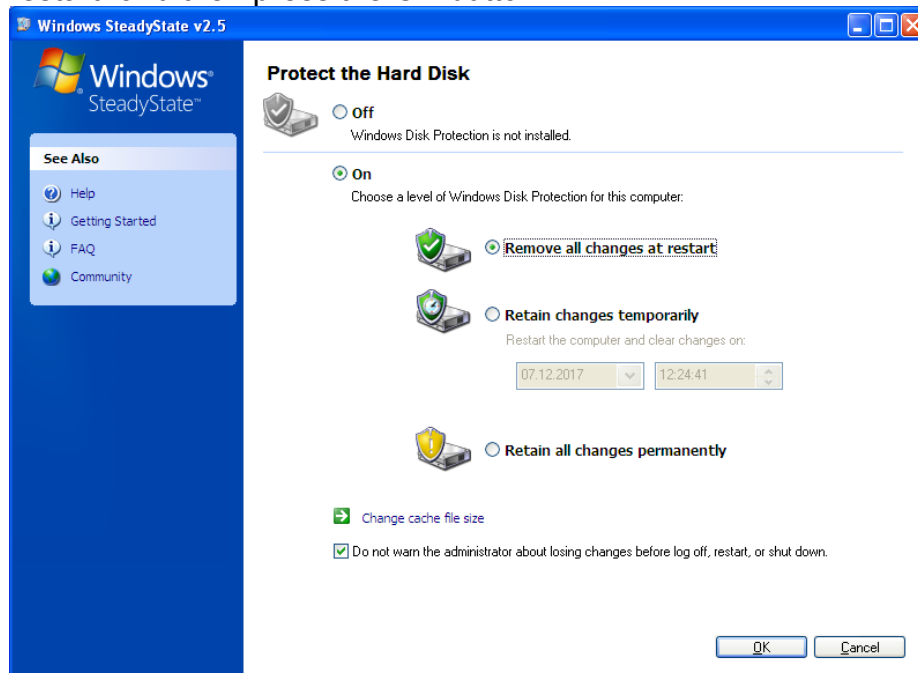 Windows SteadyState v2.5
Windows®
SteadyState™
See Also
Help
Getting Started
FAQ
Community
Protect the Hard Disk
Off
Windows Disk Protection is not installed.
On
Choose a level of Windows Disk Protection for this computer:
Remove all changes at restart
Retain changes temporarily
Restart the computer and clear changes on:
07.12.2017 12:24:41
Retain all changes permanently
Change cache file size
Do not warn the administrator about losing changes before log off, restart, or shut down.
OK Cancel